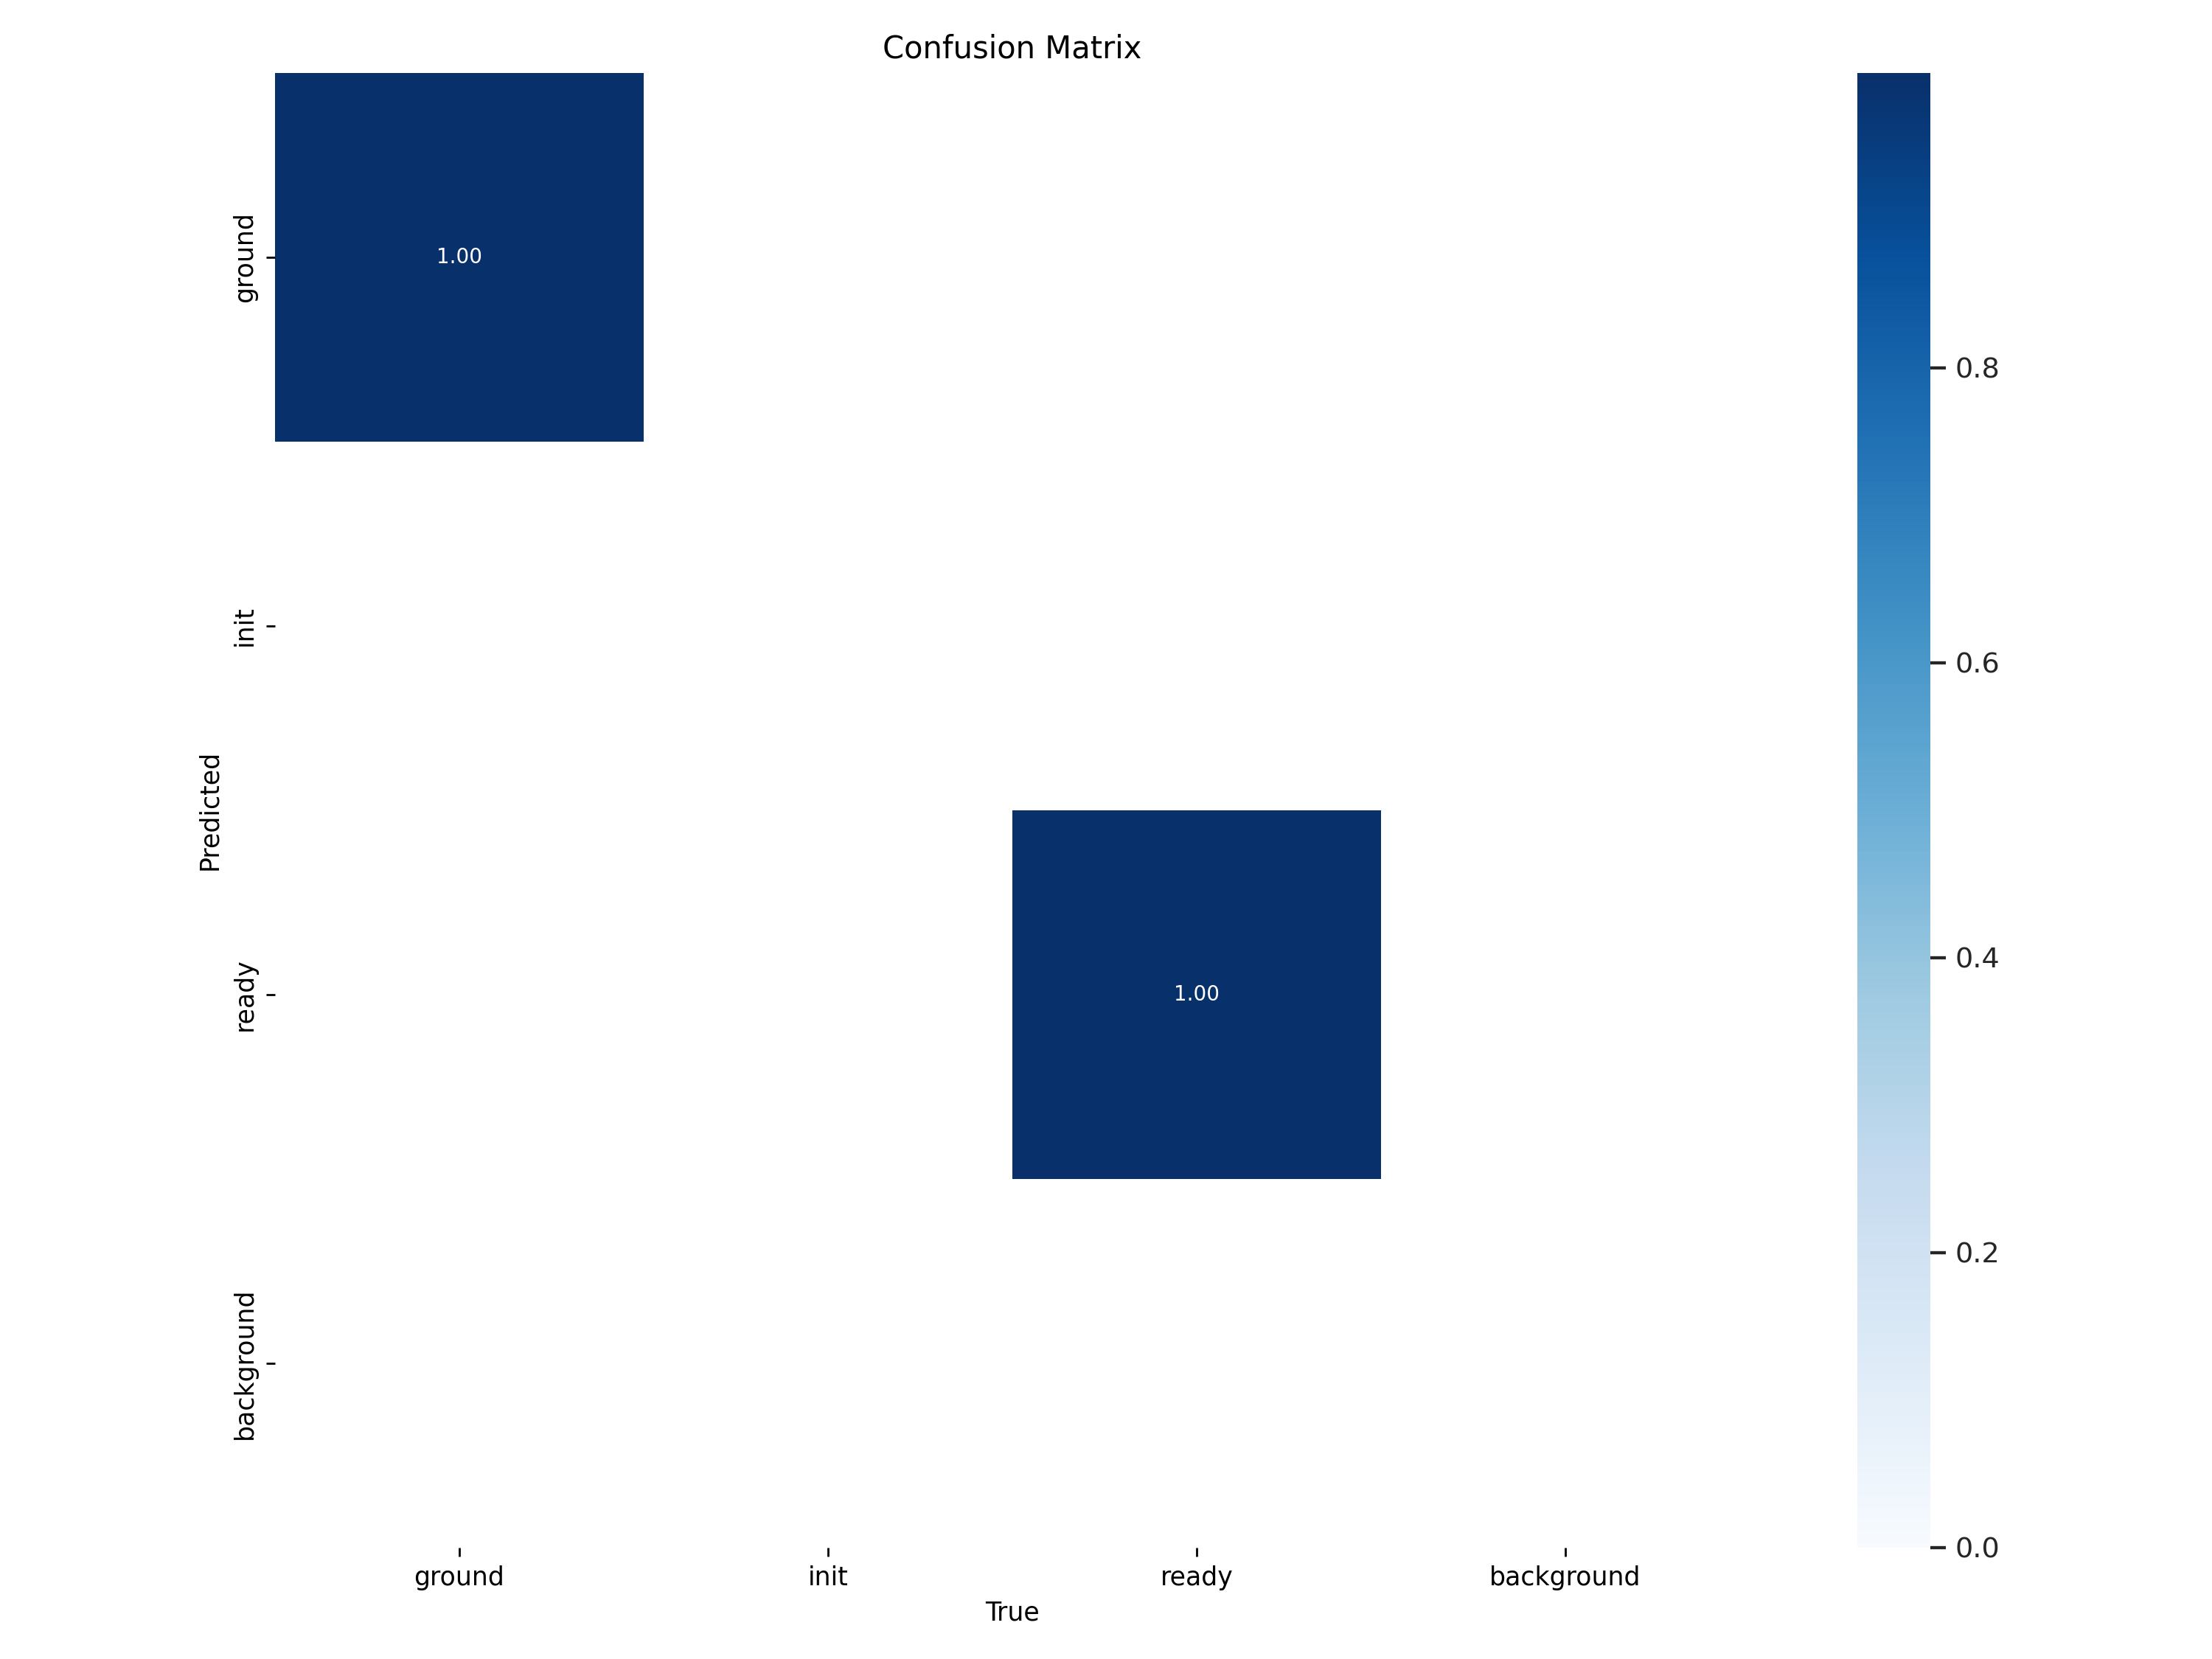 Confusion Matrix
ground
1.00
init
Predicted
ready
1.00
background
ground init ready background
True
0.8
0.6
0.4
0.2
0.0